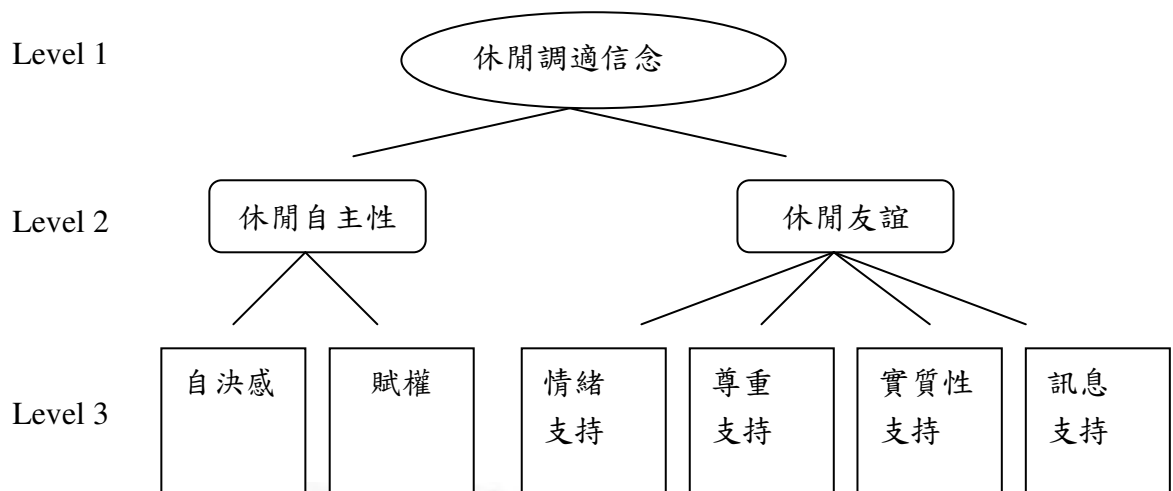 Level 1
休閒調適信念
Level 2
休閒自主性
休閒友誼
Level 3
自決感
賦權
情緒
支持
尊重
支持
實質性
支持
訊息
支持